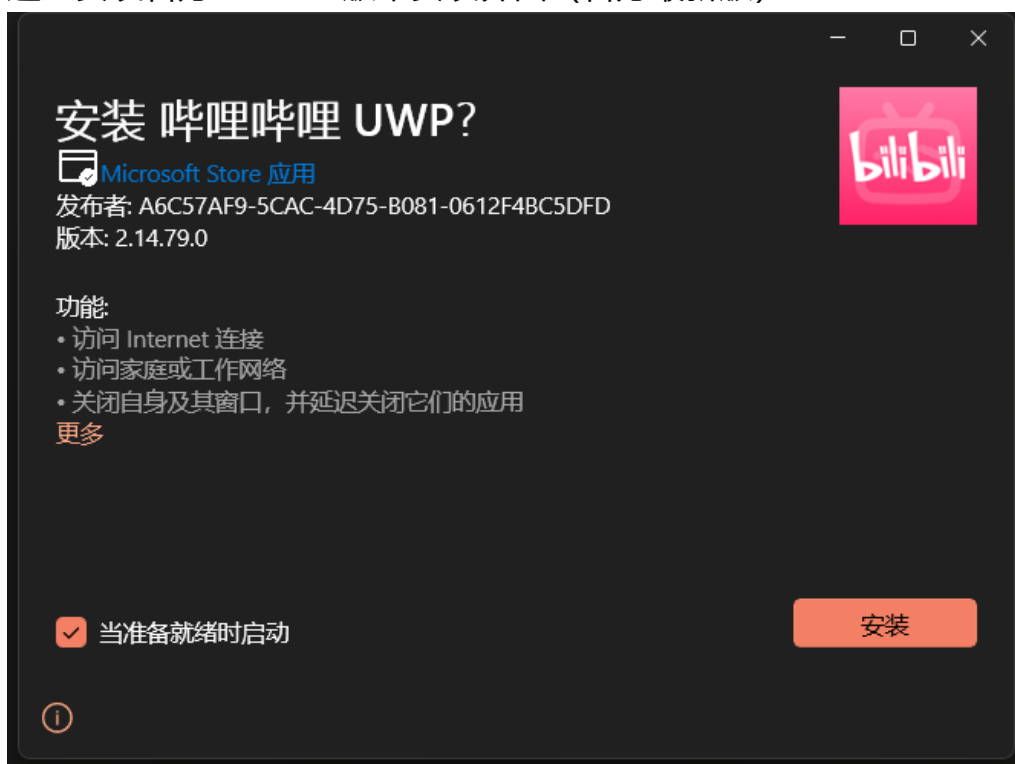 安装 哔哩哔哩 UWP?
bilibili
Microsoft Store 应用
发布者: A6C57AF9-5CAC-4D75-B081-0612F4BC5DFD
版本: 2.14.79.0
功能:
• 访问 Internet 连接
• 访问家庭或工作网络
• 关闭自身及其窗口，并延迟关闭它们的应用
更多
当准备就绪时启动
安装